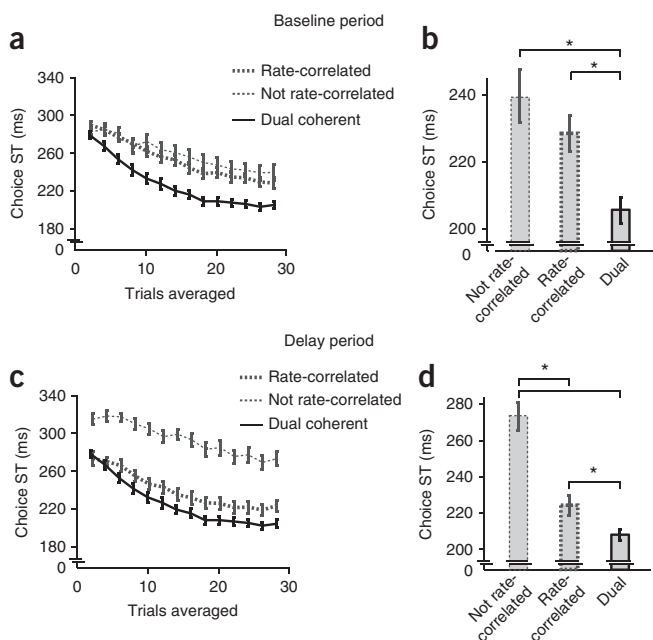 Baseline period
a
Rate-correlated
Not rate-correlated
Dual coherent
Choice ST (ms)
340
300
260
220
180
0
0
10
20
30
Trials averaged
b
*
*
Choice ST (ms)
240
220
200
0
Not rate-
correlated
Rate-
correlated
Dual
Delay period
c
Rate-correlated
Not rate-correlated
Dual coherent
Choice ST (ms)
340
300
260
220
180
0
0
10
20
30
Trials averaged
d
*
*
Choice ST (ms)
280
260
240
220
200
0
Not rate-
correlated
Rate-
correlated
Dual